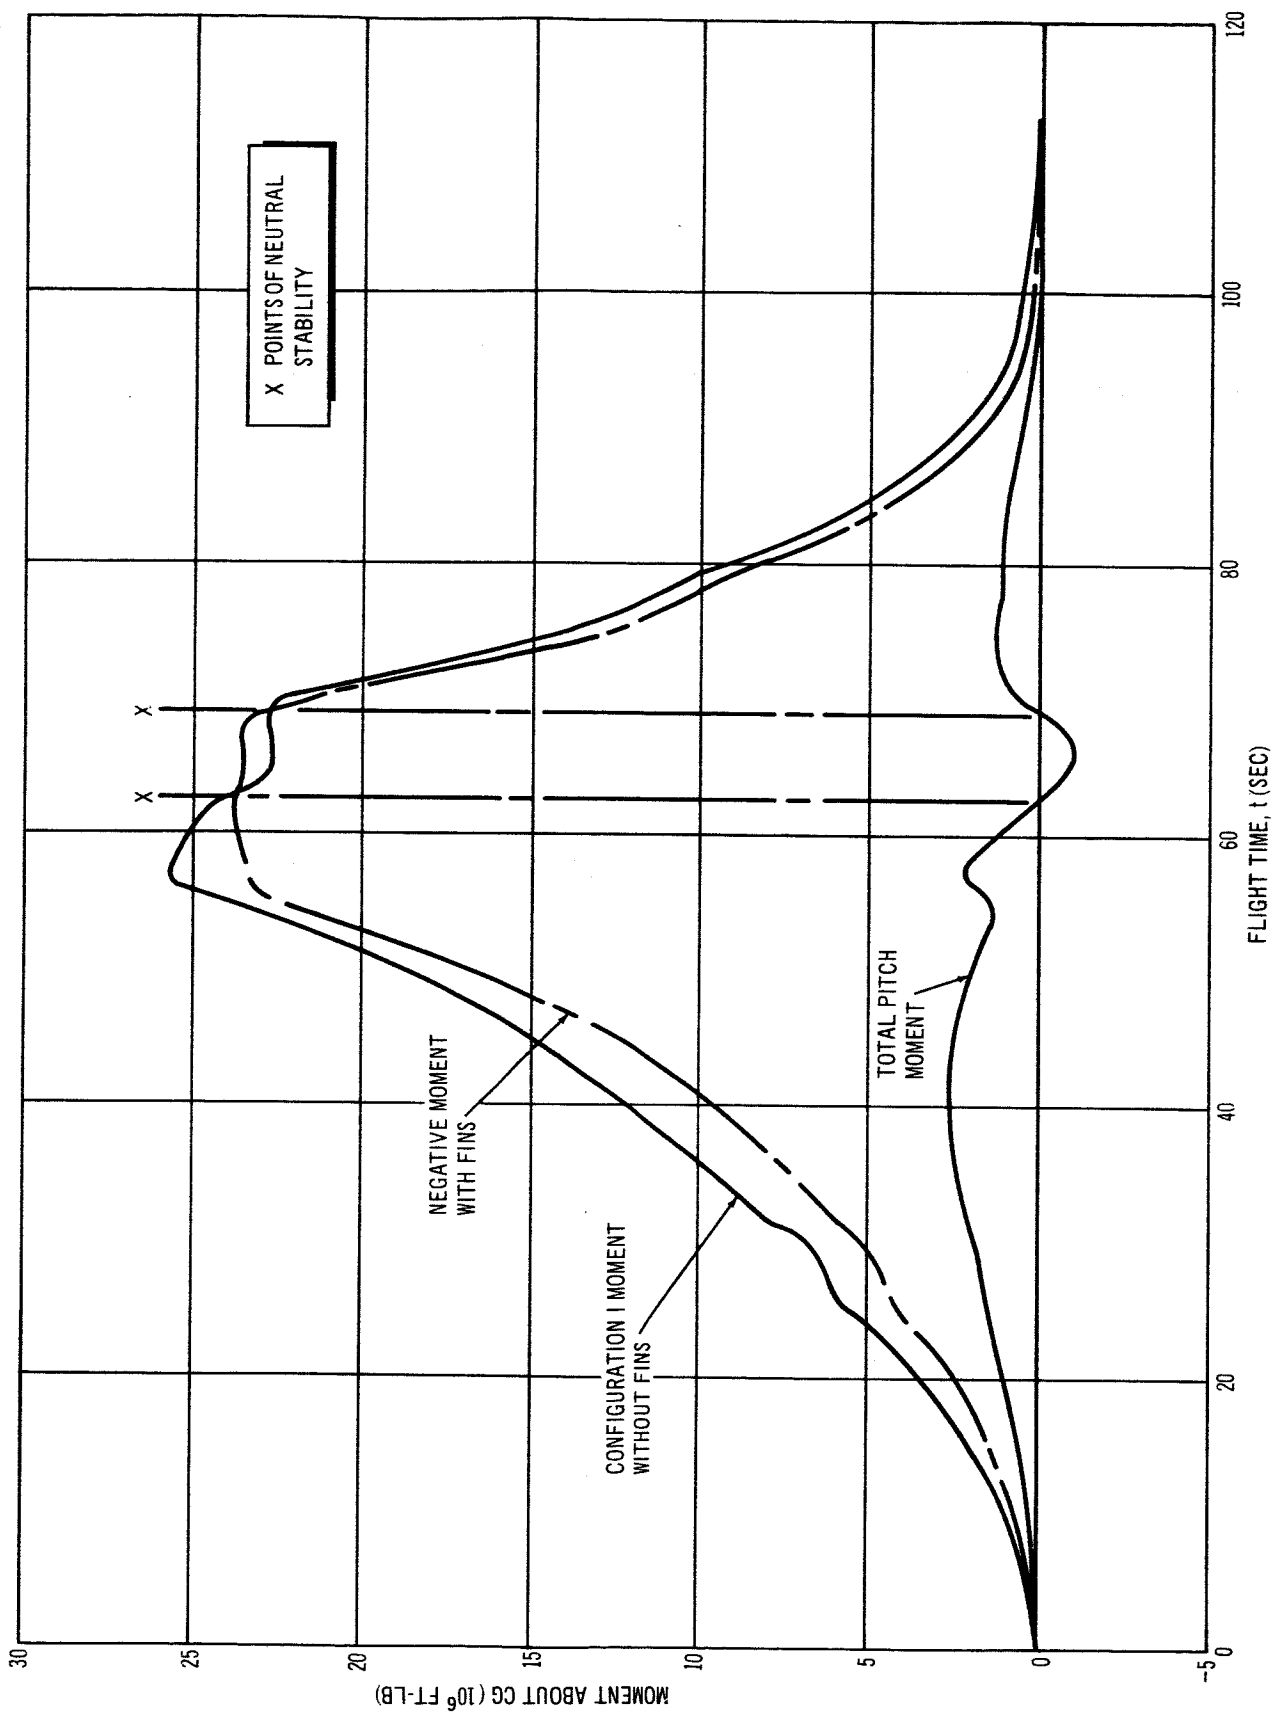 X POINTS OF NEUTRAL
STABILITY
X
X
NEGATIVE MOMENT
WITH FINS
CONFIGURATION I MOMENT
WITHOUT FINS
TOTAL PITCH
MOMENT
MOMENT ABOUT CG (10⁶ FT-LB)
30
25
20
15
10
5
0
-5
0
20
40
60
80
100
120
FLIGHT TIME, t (SEC)